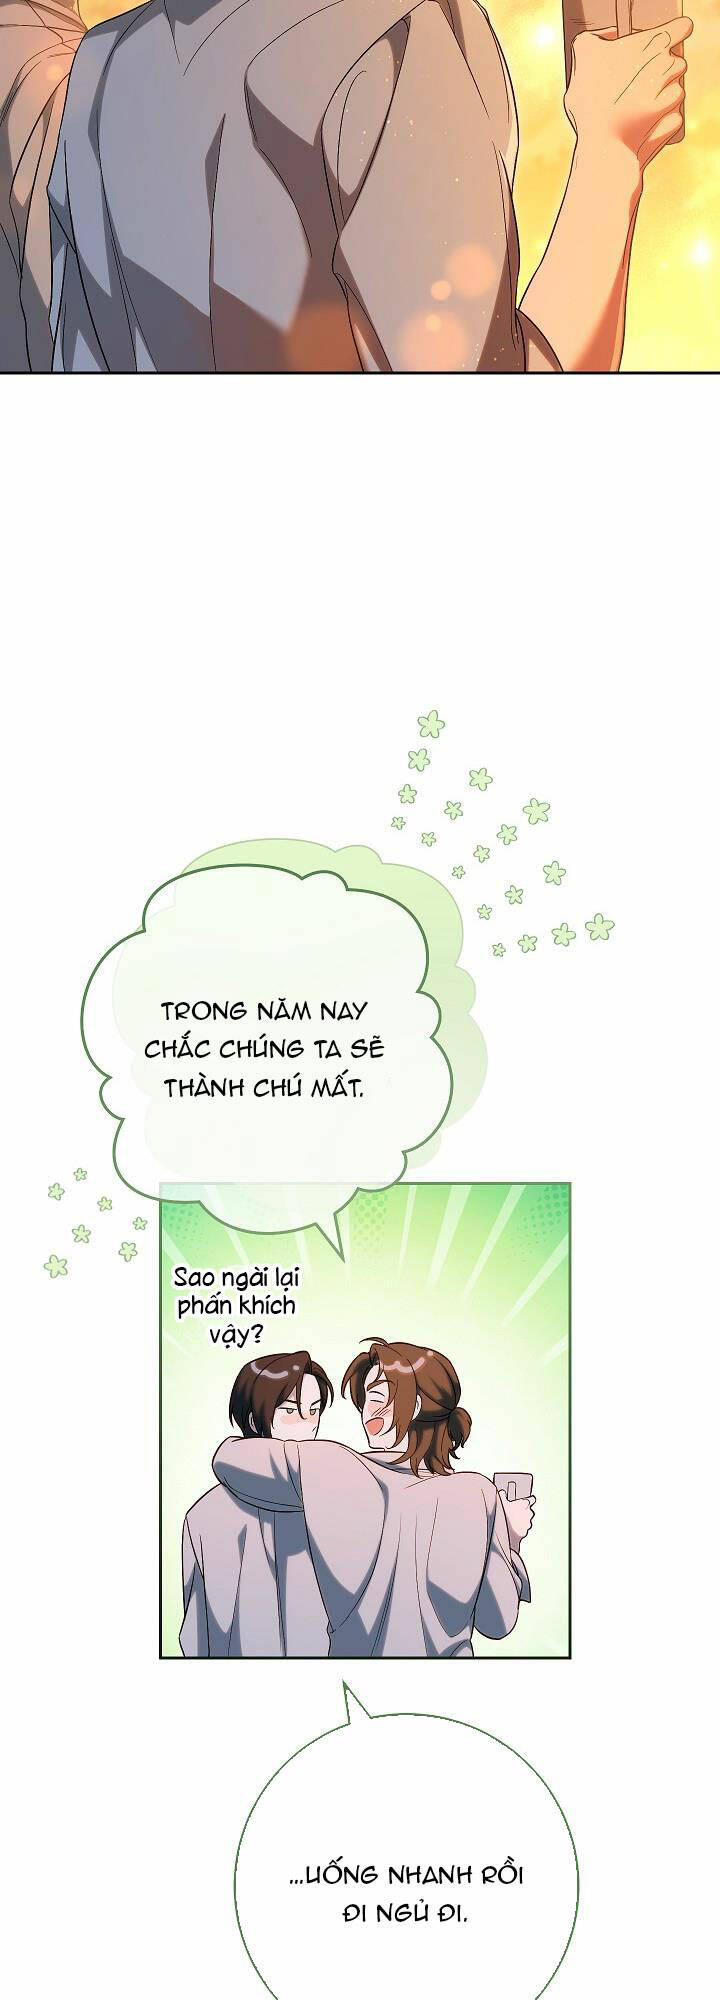 TRONG NĂM NAY
CHẮC CHÚNG TA SẼ
THÀNH CHÚ MẤT.
Sao ngài lại
phấn khích
vậy?
...UỐNG NHANH RỒI
ĐI NGỦ ĐI.